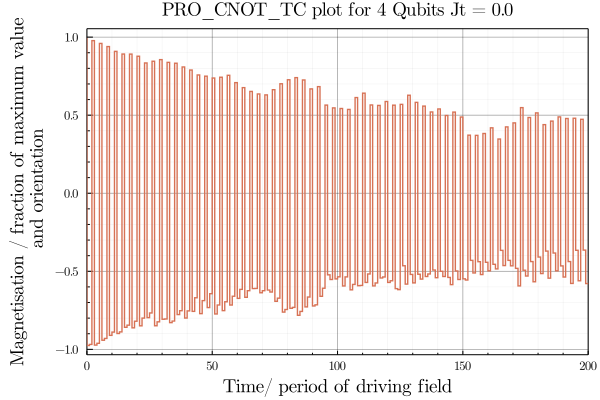 PRO_CNOT_TC plot for 4 Qubits Jt = 0.0
Magnetisation / fraction of maximum value
and orientation
1.0
0.5
0.0
−0.5
−1.0
0 50 100 150 200
Time/ period of driving field